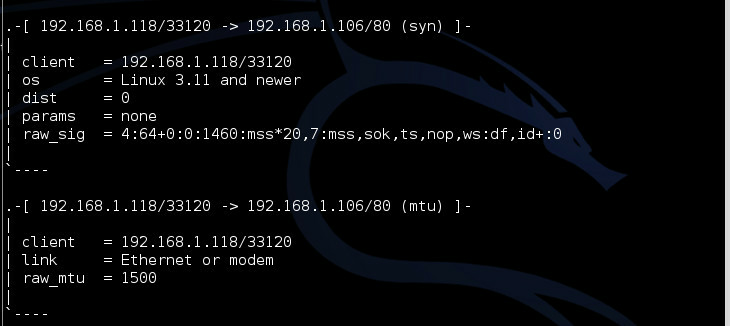 .-[ 192.168.1.118/33120 -> 192.168.1.106/80 (syn) ]-
|
| client   = 192.168.1.118/33120
| os       = Linux 3.11 and newer
| dist     = 0
| params   = none
| raw_sig  = 4:64+0:0:1460:mss*20,7:mss,sok,ts,nop,ws:df,id+:0
|
`----
.-[ 192.168.1.118/33120 -> 192.168.1.106/80 (mtu) ]-
|
| client   = 192.168.1.118/33120
| link     = Ethernet or modem
| raw_mtu  = 1500
|
`----